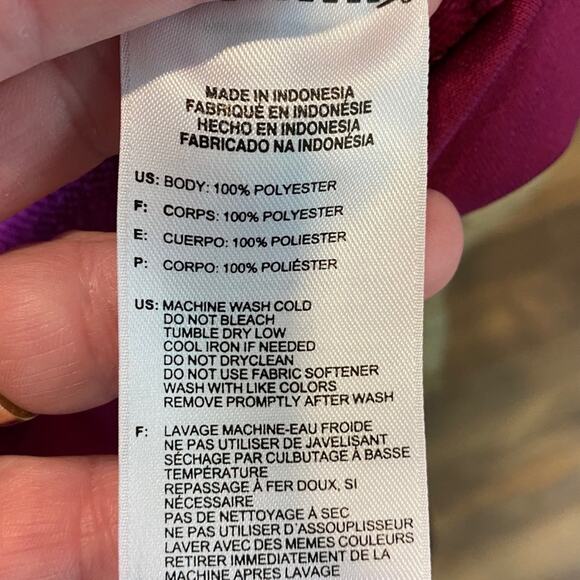 MADE IN INDONESIA
FABRIQUÉ EN INDONÉSIE
HECHO EN INDONESIA
FABRICADO NA INDONÉSIA
US: BODY: 100% POLYESTER
F: CORPS: 100% POLYESTER
E: CUERPO: 100% POLIESTER
P: CORPO: 100% POLIÉSTER
US: MACHINE WASH COLD
DO NOT BLEACH
TUMBLE DRY LOW
COOL IRON IF NEEDED
DO NOT DRYCLEAN
DO NOT USE FABRIC SOFTENER
WASH WITH LIKE COLORS
REMOVE PROMPTLY AFTER WASH
F: LAVAGE MACHINE-EAU FROIDE
NE PAS UTILISER DE JAVELISANT
SÉCHAGE PAR CULBUTAGE À BASSE
TEMPÉRATURE
REPASSAGE À FER DOUX, SI
NÉCESSAIRE
PAS DE NETTOYAGE À SEC
NE PAS UTILISER D'ASSOUPLISSEUR
LAVER AVEC DES MEMES COULEURS
RETIRER IMMEDIATEMENT DE LA
MACHINE APRES LAVAGE